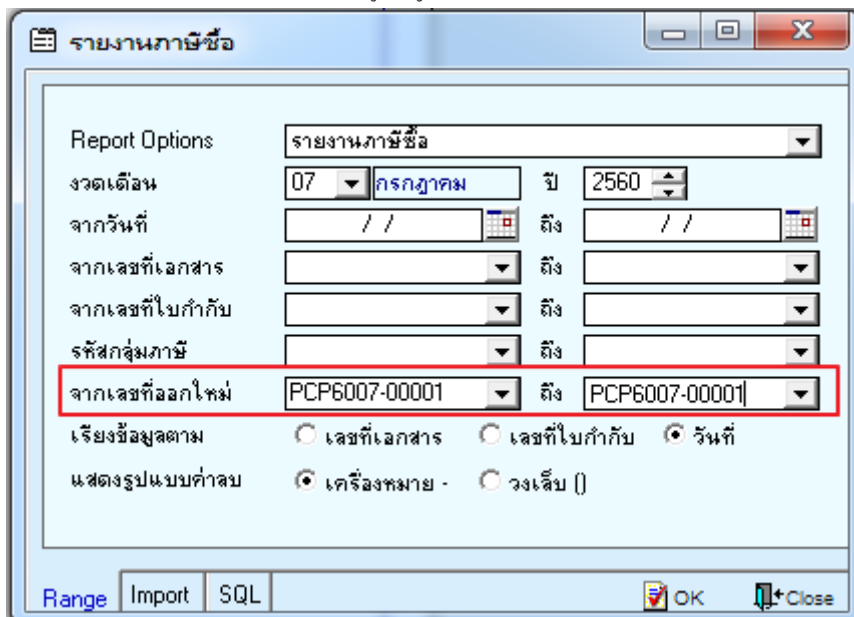 รายงานภาษีซื้อ
Report Options รายงานภาษีซื้อ
งวดเดือน 07 กรกฎาคม ปี 2560
จากวันที่ / / ถึง / /
จากเลขที่เอกสาร ถึง
จากเลขที่ใบกำกับ ถึง
รหัสกลุ่มภาษี ถึง
จากเลขที่ออกใหม่ PCP6007-00001 ถึง PCP6007-00001
เรียงข้อมูลตาม เลขที่เอกสาร เลขที่ใบกำกับ วันที่
แสดงรูปแบบค่าลบ เครื่องหมาย - วงเล็บ ()
Range Import SQL OK Close